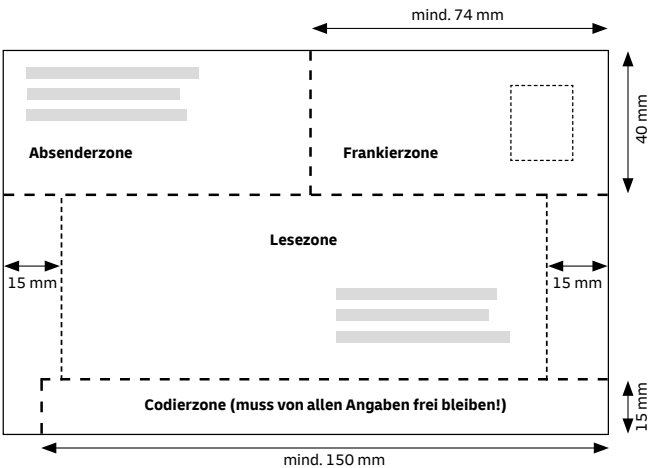 mind. 74 mm
40 mm
Absenderzone
Frankierzone
Lesezone
15 mm
15 mm
Codierzone (muss von allen Angaben frei bleiben!)
15 mm
mind. 150 mm